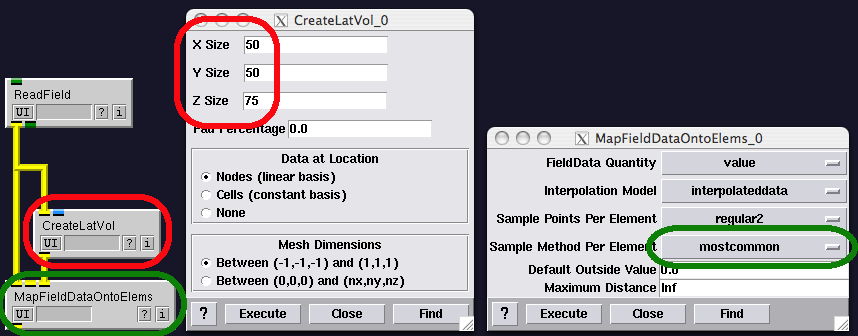 ReadField
UI
?
i
CreateLatVol
UI
?
i
MapFieldDataOntoElems
UI
?
i
CreateLatVol_0
X Size 50
Y Size 50
Z Size 75
Pad Percentage 0.0
Data at Location
Nodes (linear basis)
Cells (constant basis)
None
Mesh Dimensions
Between (-1,-1,-1) and (1,1,1)
Between (0,0,0) and (nx,ny,nz)
? Execute Close Find
MapFieldDataOntoElems_0
FieldData Quantity value
Interpolation Model interpolateddata
Sample Points Per Element regular2
Sample Method Per Element mostcommon
Default Outside Value 0.0
Maximum Distance Inf
? Execute Close Find